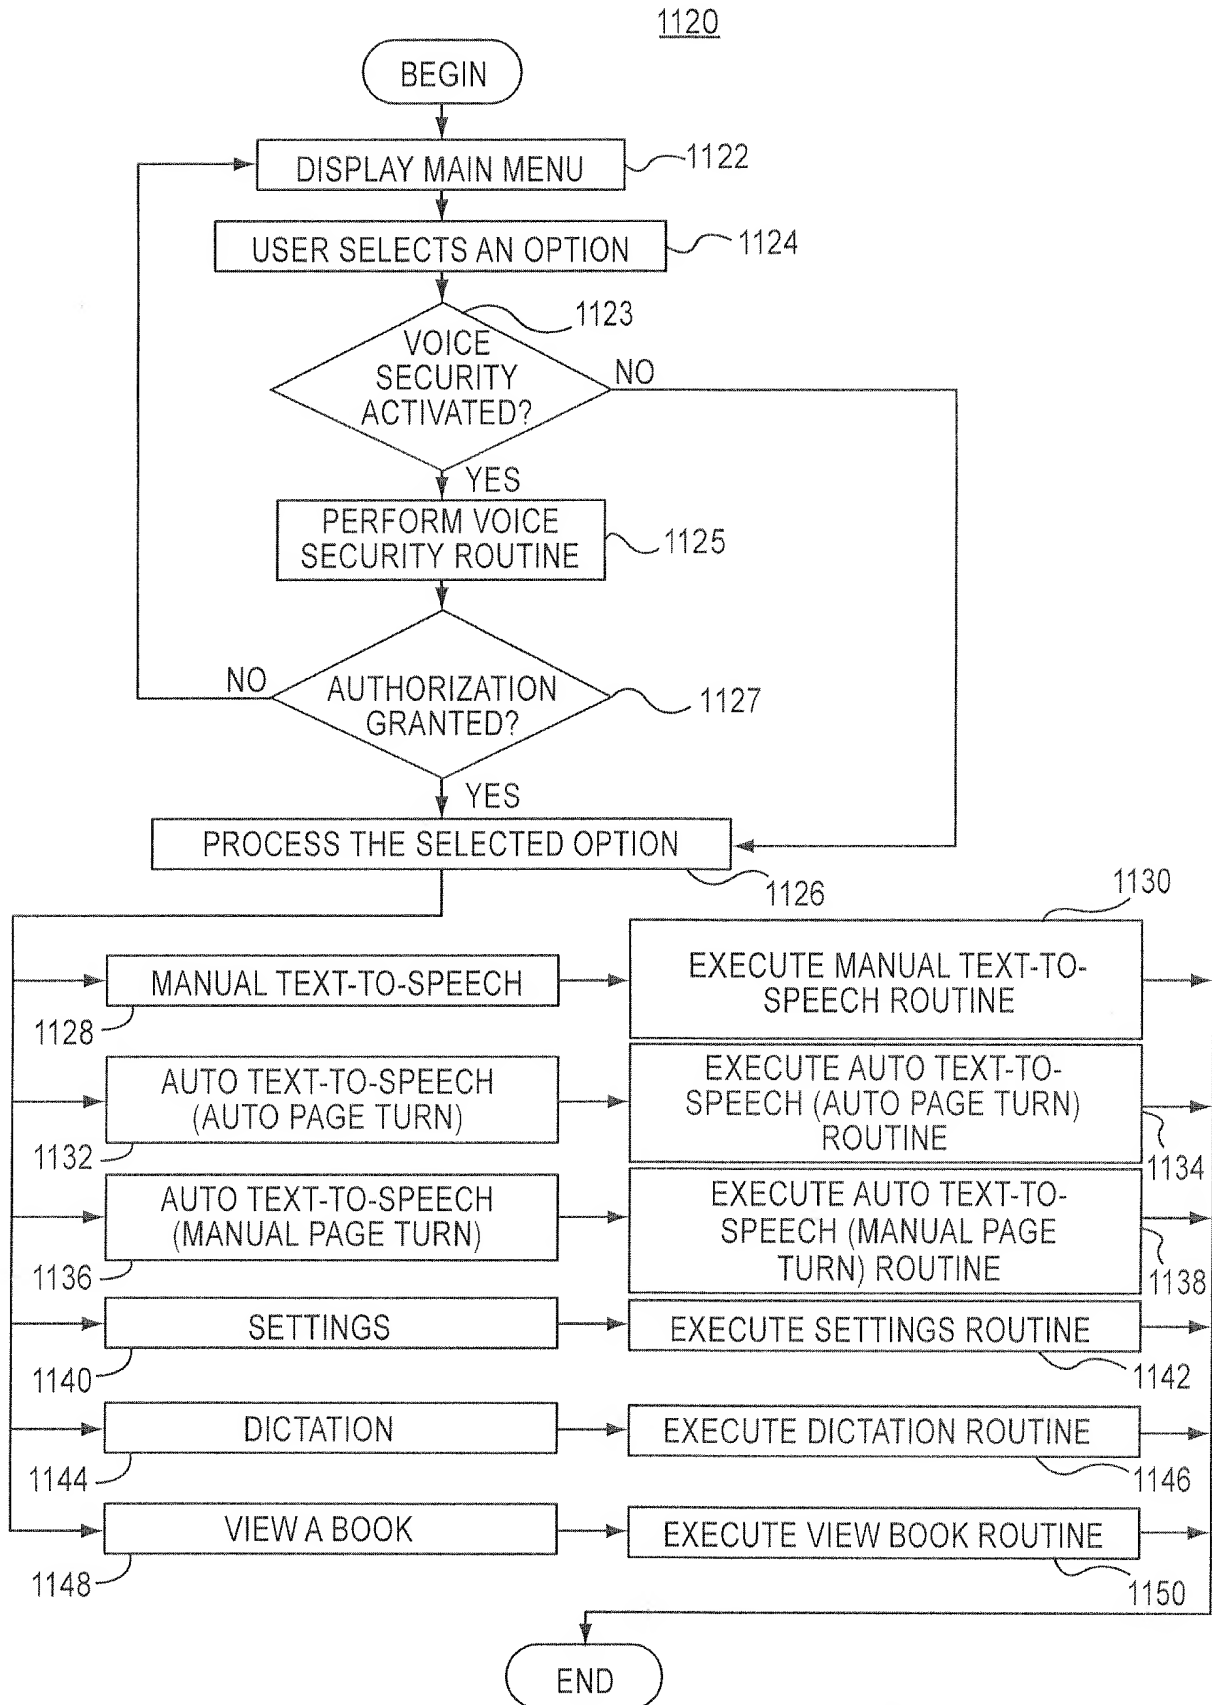 1120
BEGIN
DISPLAY MAIN MENU
1122
USER SELECTS AN OPTION
1124
1123
VOICE
SECURITY
ACTIVATED?
NO
YES
PERFORM VOICE
SECURITY ROUTINE
1125
NO
AUTHORIZATION
GRANTED?
1127
YES
PROCESS THE SELECTED OPTION
1126
1130
MANUAL TEXT-TO-SPEECH
1128
EXECUTE MANUAL TEXT-TO-
SPEECH ROUTINE
AUTO TEXT-TO-SPEECH
(AUTO PAGE TURN)
1132
EXECUTE AUTO TEXT-TO-
SPEECH (AUTO PAGE TURN)
ROUTINE
1134
AUTO TEXT-TO-SPEECH
(MANUAL PAGE TURN)
1136
EXECUTE AUTO TEXT-TO-
SPEECH (MANUAL PAGE
TURN) ROUTINE
1138
SETTINGS
1140
EXECUTE SETTINGS ROUTINE
1142
DICTATION
1144
EXECUTE DICTATION ROUTINE
1146
VIEW A BOOK
1148
EXECUTE VIEW BOOK ROUTINE
1150
END